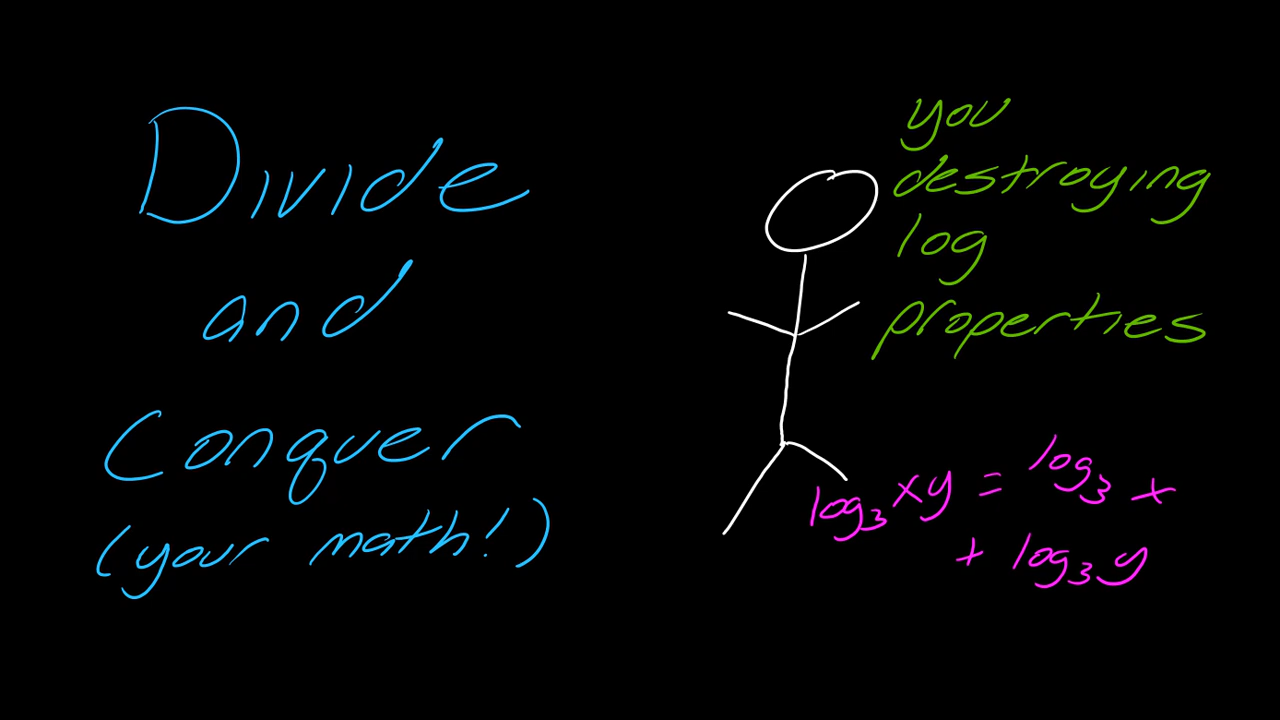 Divide
and
Conquer
(your math!)
you
destroying
log
properties
log₃ xy = log₃ x
+ log₃ y